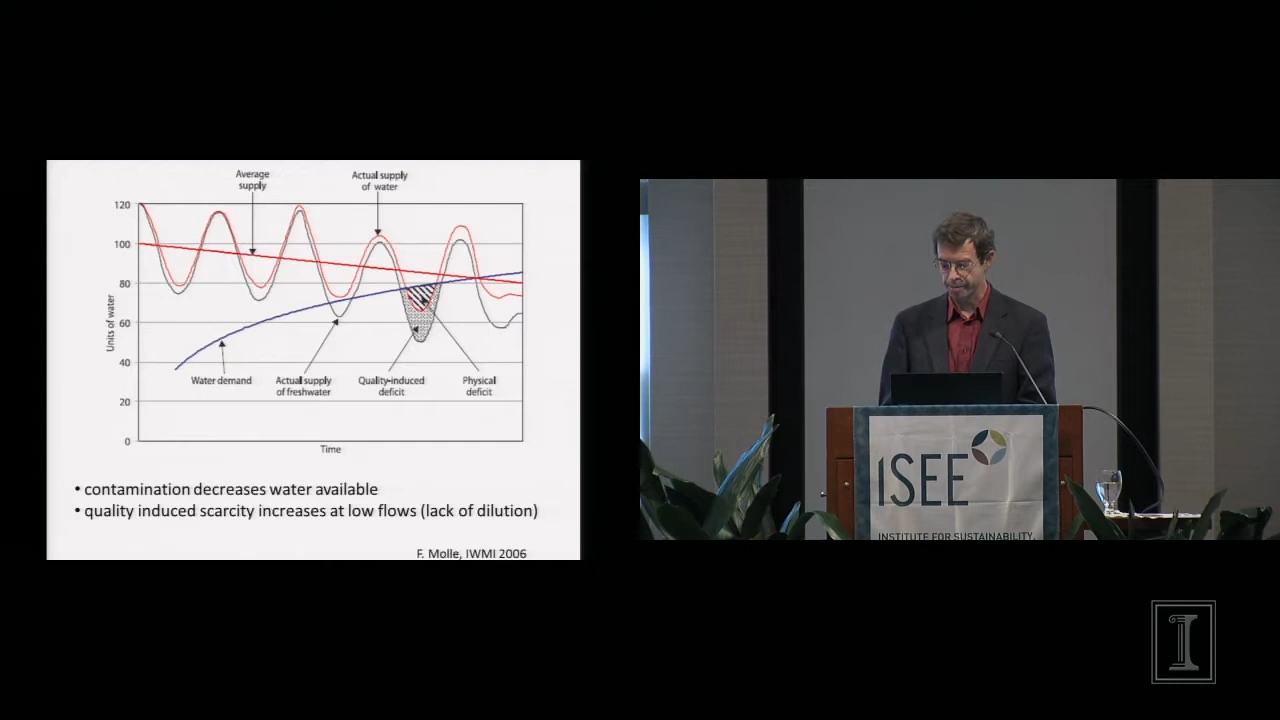 Average
supply
Actual supply
of water
120
100
80
60
40
20
0
Units of water
Water demand
Actual supply
of freshwater
Quality-induced
deficit
Physical
deficit
Time
• contamination decreases water available
• quality induced scarcity increases at low flows (lack of dilution)
F. Molle, IWMI 2006
ISEE
INSTITUTE FOR SUSTAINABILITY,
I